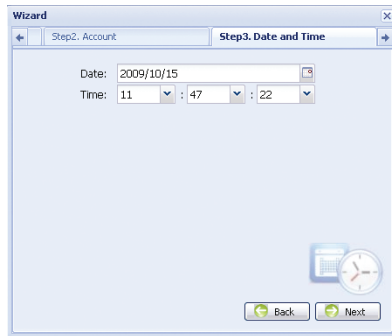 Wizard
Step2. Account
Step3. Date and Time
Date: 2009/10/15
Time: 11 : 47 : 22
Back Next